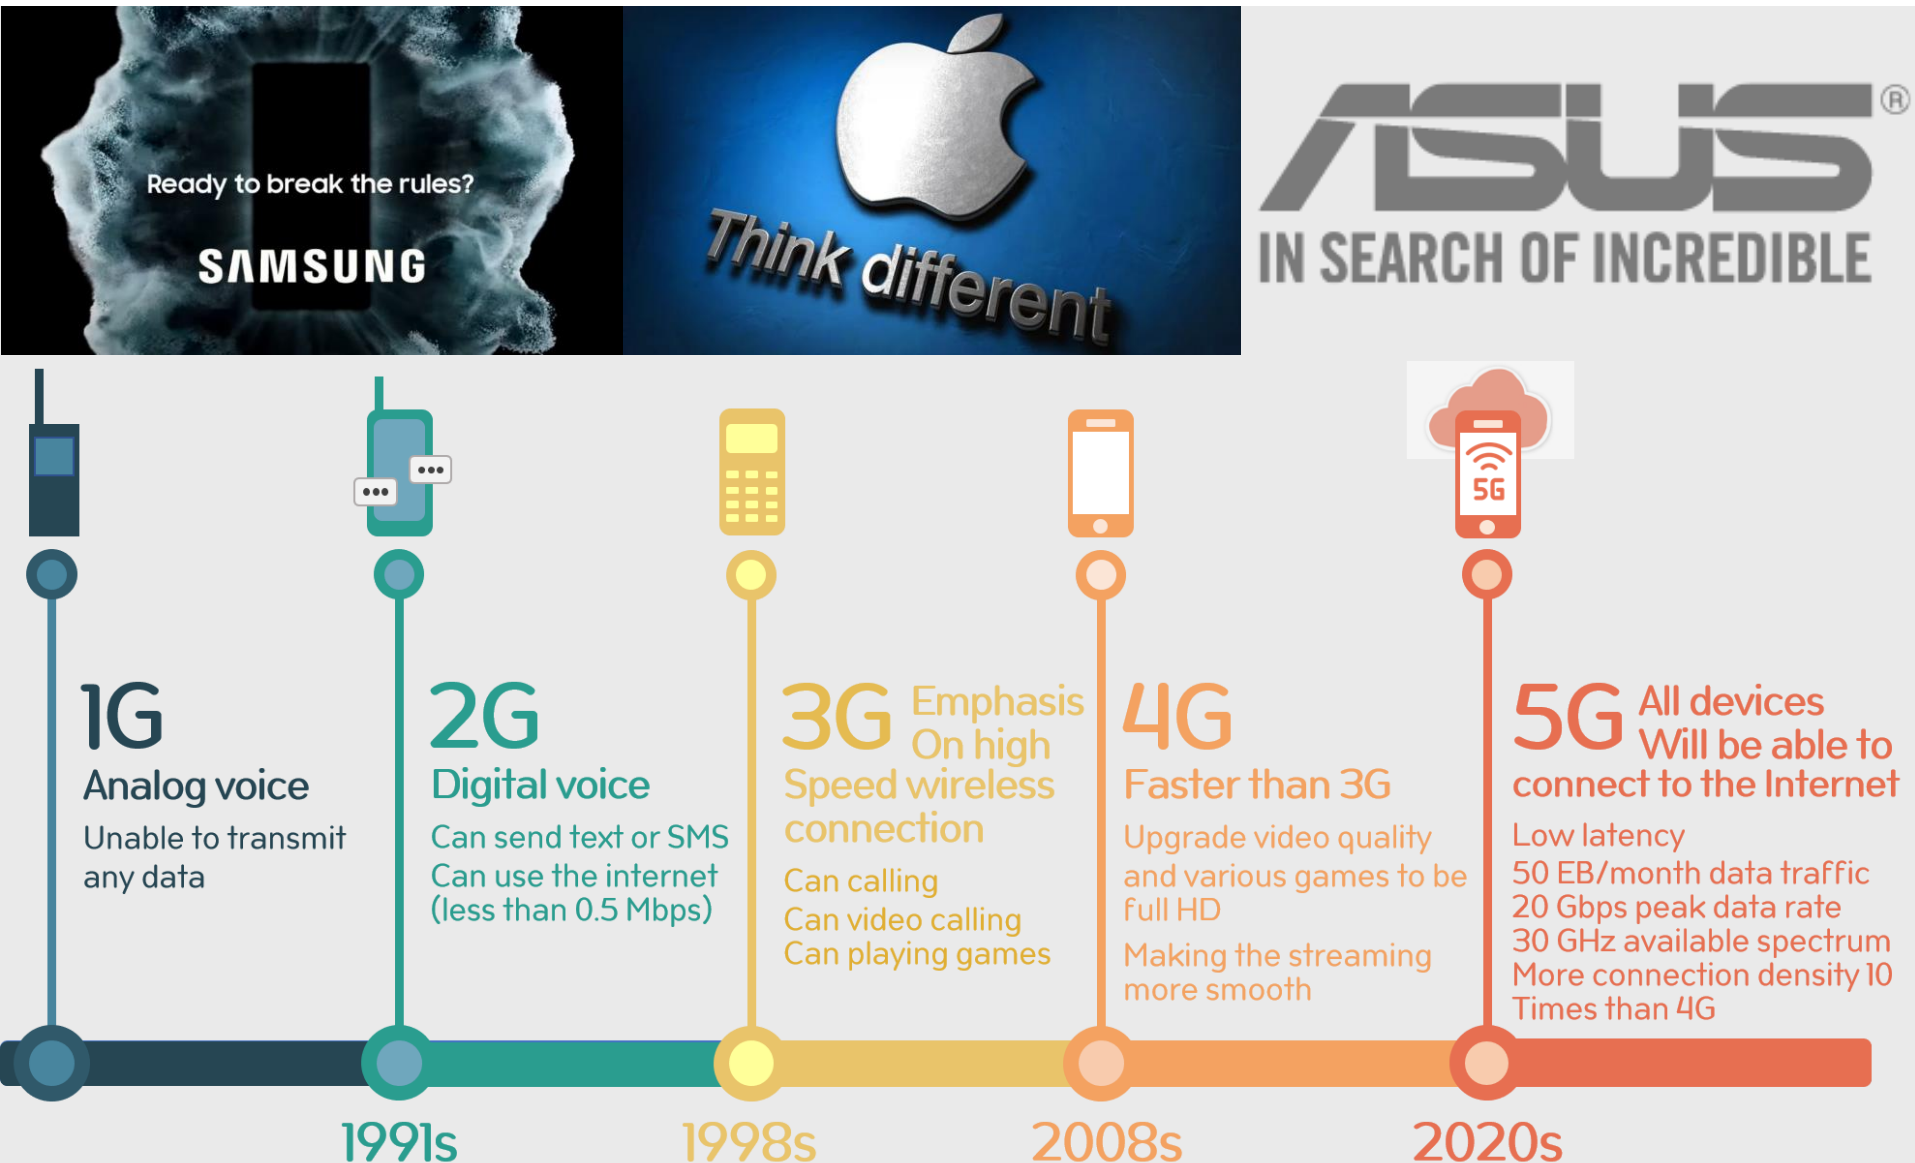 Ready to break the rules?
SAMSUNG
Think different
ASUS®
IN SEARCH OF INCREDIBLE
5G
1G
Analog voice
Unable to transmit
any data
2G
Digital voice
Can send text or SMS
Can use the internet
(less than 0.5 Mbps)
3G Emphasis
On high
Speed wireless
connection
Can calling
Can video calling
Can playing games
4G
Faster than 3G
Upgrade video quality
and various games to be
full HD
Making the streaming
more smooth
5G All devices
Will be able to
connect to the Internet
Low latency
50 EB/month data traffic
20 Gbps peak data rate
30 GHz available spectrum
More connection density 10
Times than 4G
1991s
1998s
2008s
2020s